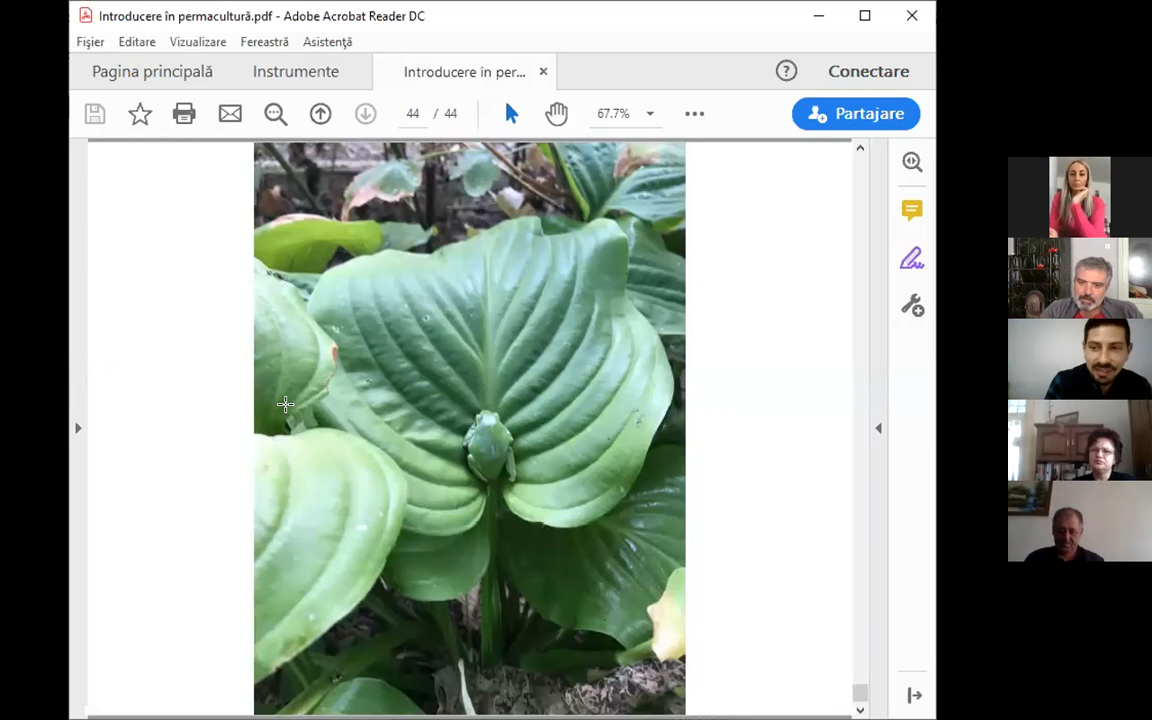 Introducere în permacultură.pdf - Adobe Acrobat Reader DC
Fișier Editare Vizualizare Fereastră Asistență
Pagina principală Instrumente Introducere în per... Conectare
44 / 44 67.7% Partajare